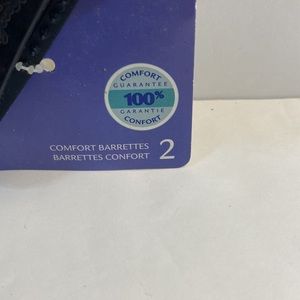 COMFORT
GUARANTEE
100%
GARANTIE
CONFORT
COMFORT BARRETTES
BARRETTES CONFORT 2